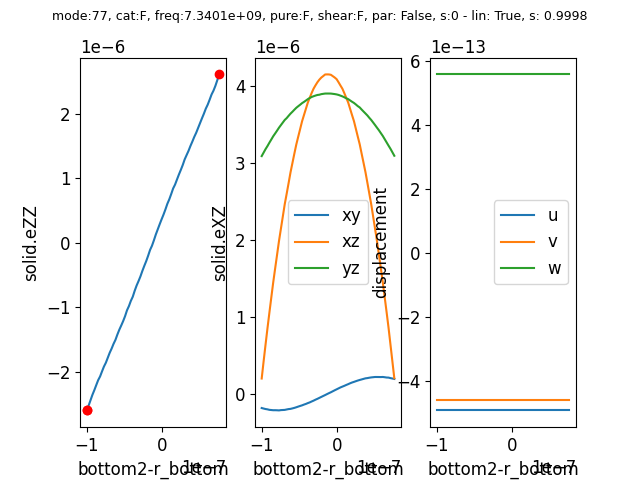 mode:77, cat:F, freq:7.3401e+09, pure:F, shear:F, par: False, s:0 - lin: True, s: 0.9998
1e−6
2
1
0
−1
−2
solid.eZZ
−1
0
1e−7
bottom2-r_bottom
1e−6
4
3
2
1
0
solid.eXZ
xy
xz
yz
−1
0
1e−7
bottom2-r_bottom
1e−13
6
4
2
0
−2
−4
displacement
u
v
w
−1
0
1e−7
bottom2-r_bottom